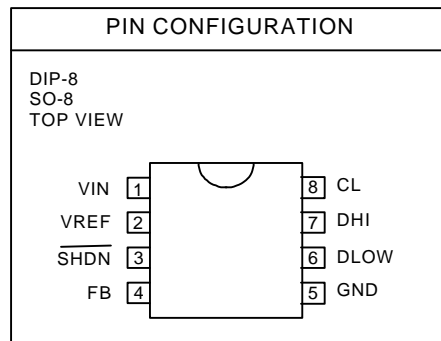 PIN CONFIGURATION
DIP-8
SO-8
TOP VIEW
VIN 1 8 CL
VREF 2 7 DHI
SHDN 3 6 DLOW
FB 4 5 GND